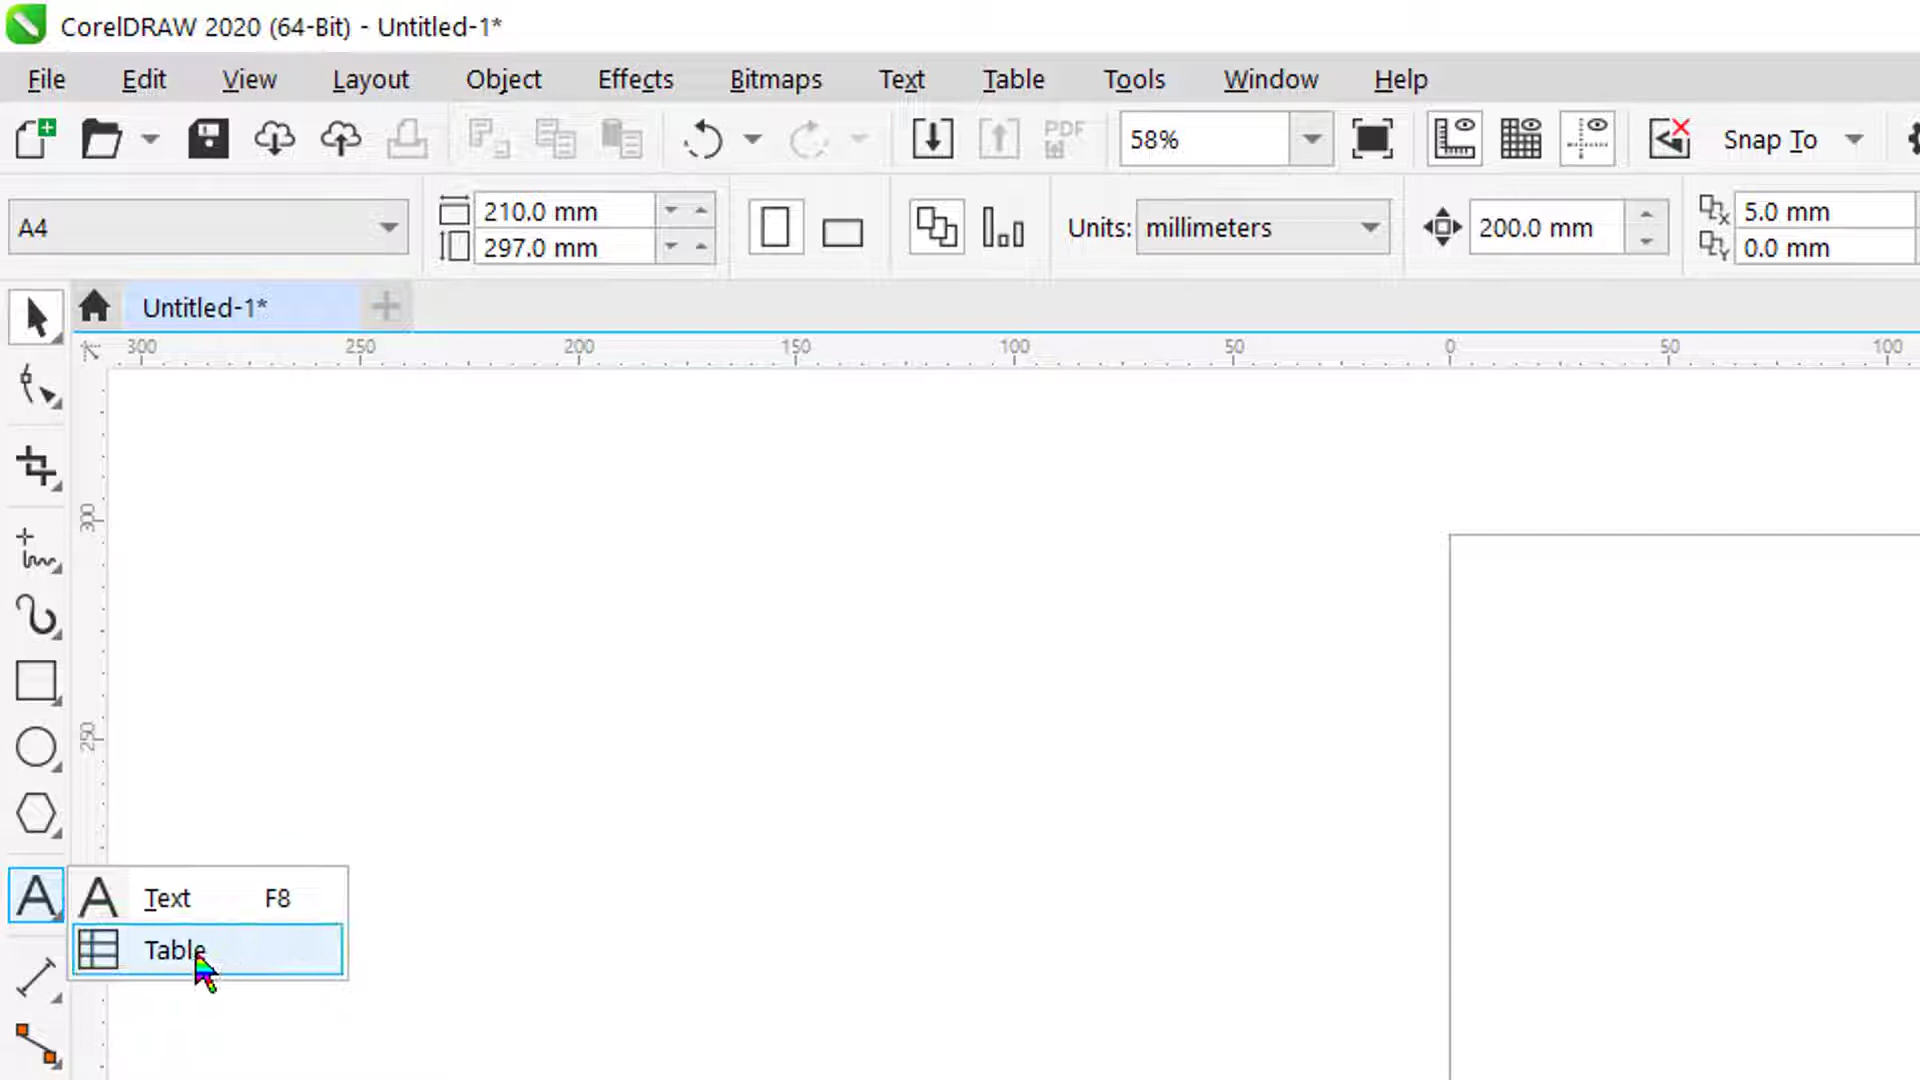 CorelDRAW 2020 (64-Bit) - Untitled-1*
File Edit View Layout Object Effects Bitmaps Text Table Tools Window Help
PDF 58% Snap To
A4 210.0 mm 297.0 mm Units: millimeters 200.0 mm 5.0 mm 0.0 mm
Untitled-1*
300 250 200 150 100 50 0 50 100
300
250
Text F8
Table